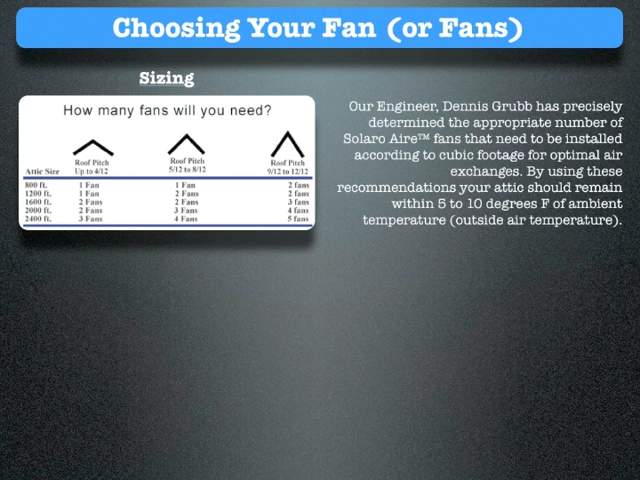 Choosing Your Fan (or Fans)
Sizing
How many fans will you need?
Attic Size Roof Pitch Up to 4/12 Roof Pitch 5/12 to 8/12 Roof Pitch 9/12 to 12/12
800 ft. 1 Fan 1 Fan 2 fans
1200 ft. 1 Fan 2 Fans 2 fans
1600 ft. 2 Fans 2 Fans 3 fans
2000 ft. 2 Fans 3 Fans 4 fans
2400 ft. 3 Fans 4 Fans 5 fans
Our Engineer, Dennis Grubb has precisely
determined the appropriate number of
Solaro Aire™ fans that need to be installed
according to cubic footage for optimal air
exchanges. By using these
recommendations your attic should remain
within 5 to 10 degrees F of ambient
temperature (outside air temperature).